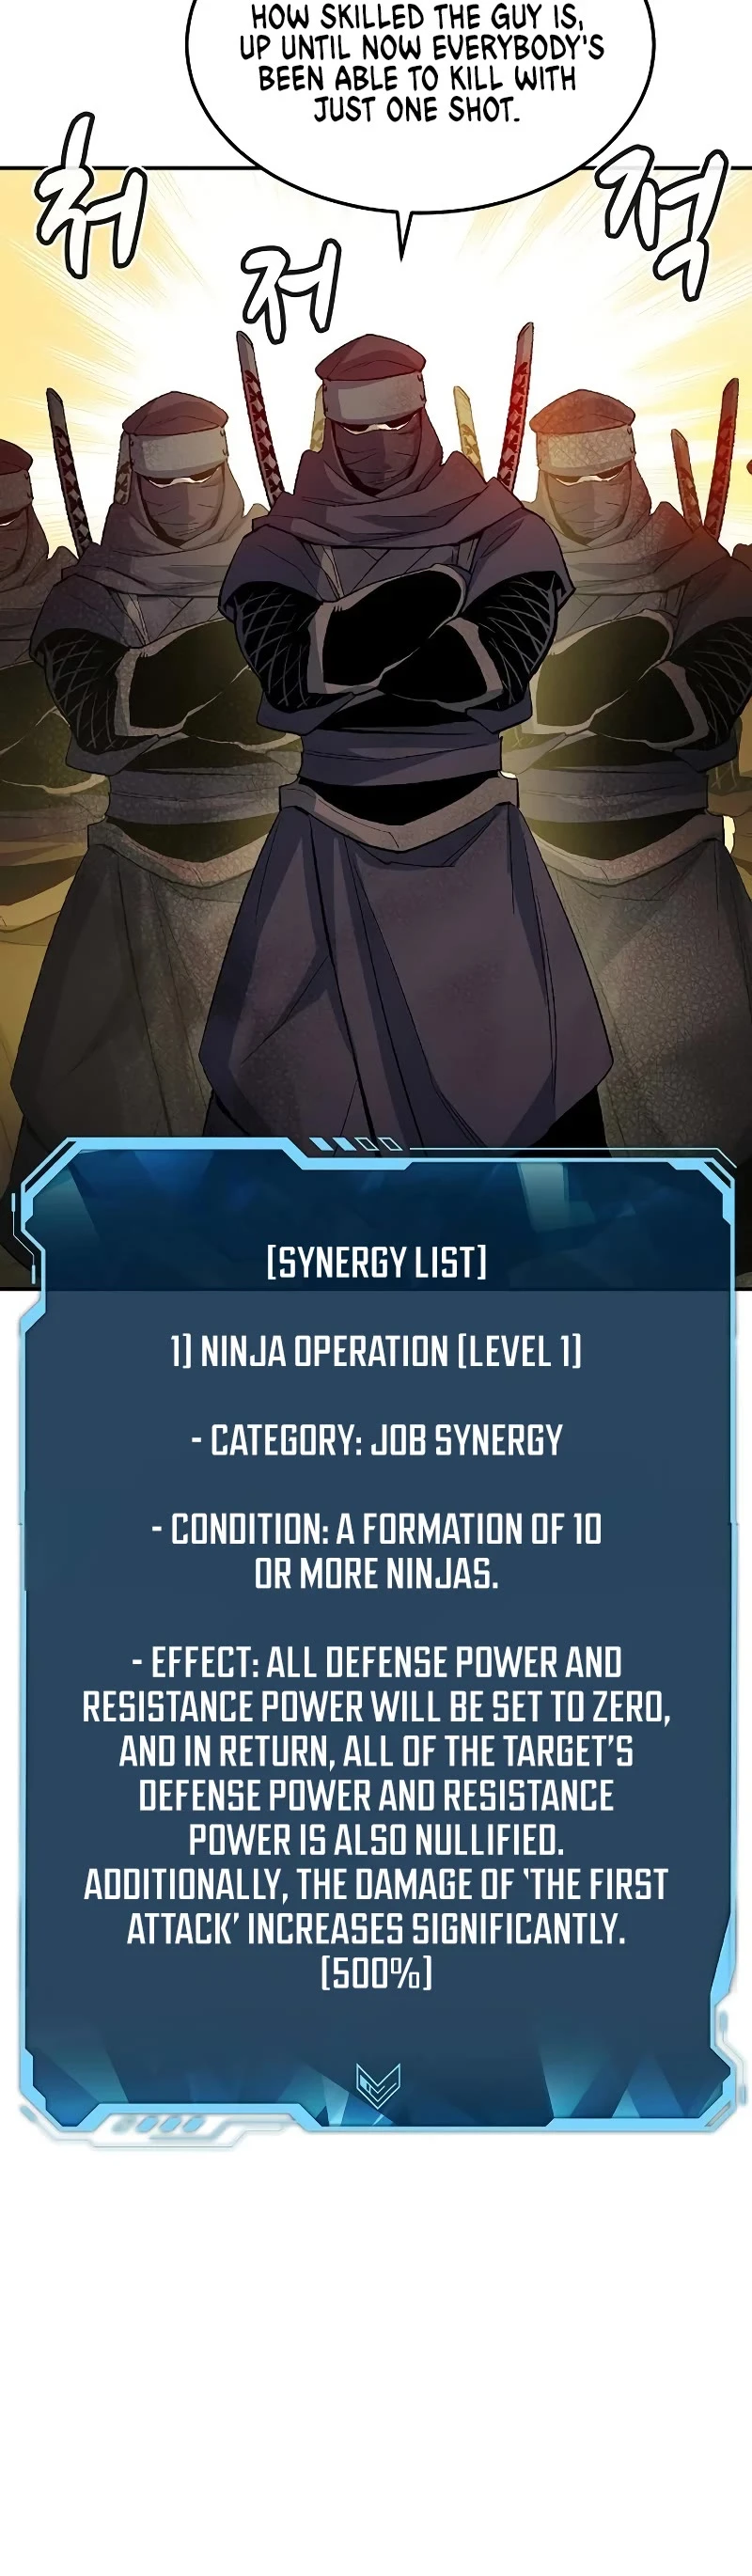 HOW SKILLED THE GUY IS,
UP UNTIL NOW EVERYBODY'S
BEEN ABLE TO KILL WITH
JUST ONE SHOT.
처
저
척
[SYNERGY LIST]
1) NINJA OPERATION (LEVEL 1)
- CATEGORY: JOB SYNERGY
- CONDITION: A FORMATION OF 10
OR MORE NINJAS.
- EFFECT: ALL DEFENSE POWER AND
RESISTANCE POWER WILL BE SET TO ZERO,
AND IN RETURN, ALL OF THE TARGET'S
DEFENSE POWER AND RESISTANCE
POWER IS ALSO NULLIFIED.
ADDITIONALLY, THE DAMAGE OF 'THE FIRST
ATTACK' INCREASES SIGNIFICANTLY.
[500%]